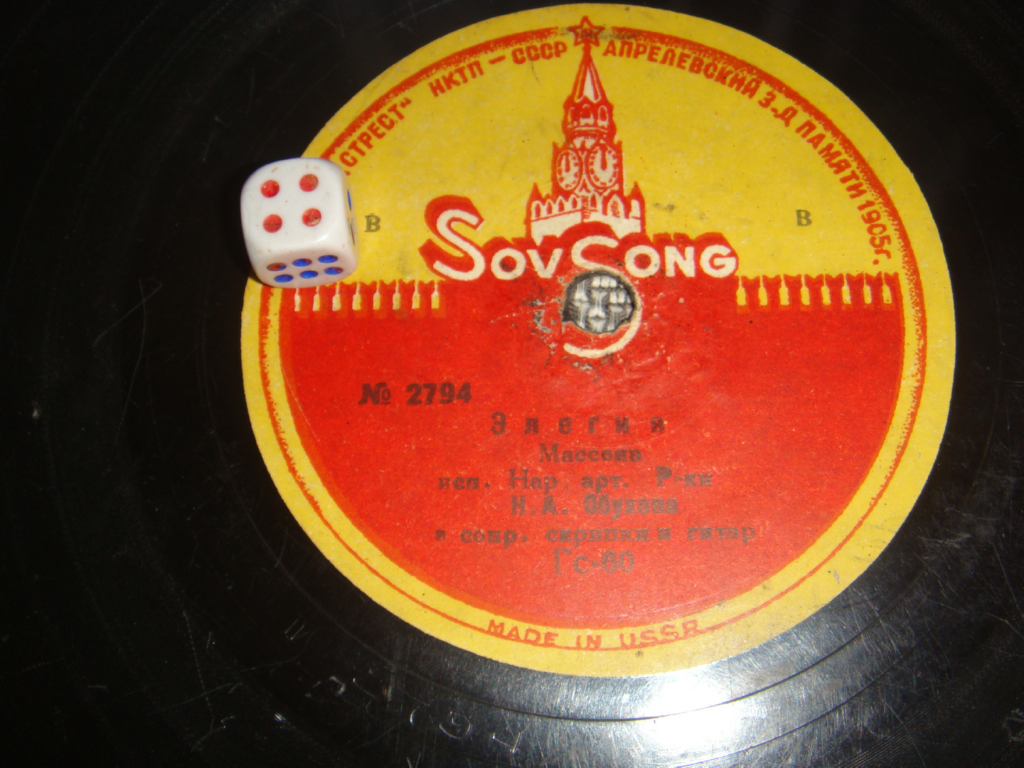 СТРЕСТ" НКТП – СССР АПРЕЛЕВСКИЙ З-Д ПАМЯТИ 1905г.
В В
SovSong
№ 2794
Элегия
Массена
исп. Нар. арт. Р-ки
Н.А. Обухова
в сопр. скрипки и гитар
Гс-60
MADE IN USSR